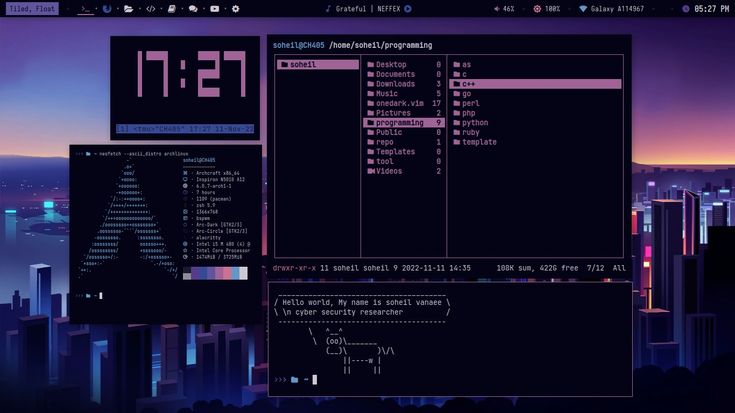 Tiled, Float
Grateful | NEFFEX
46%
100%
Galaxy A114967
05:27 PM
17:27
[1] <tmu>"CH405" 17:27 11-Nov-22
soheil@CH405 /home/soheil/programming
soheil
Desktop 0
Documents 0
Downloads 3
Music 5
onedark.vim 17
Pictures 2
programming 9
Public 0
repo 1
Templates 0
tool 0
Videos 2
as
c
c++
go
perl
php
python
ruby
template
drwxr-xr-x 11 soheil soheil 9 2022-11-11 14:35 108K sum, 422G free 7/12 All
~ neofetch --ascii_distro archlinux
soheil@CH405
Archcraft x86_64
Inspiron N5010 A12
6.0.7-arch1-1
7 hours
1109 (pacman)
zsh 5.9
1366x768
bspwm
Arc-Dark [GTK2/3]
Arc-Circle [GTK2/3]
alacritty
Intel i5 M 480 (4) @
Intel Core Processor
1474MiB / 3725MiB
>>> ~
/ Hello world, My name is soheil vanaee \
\ \n cyber security researcher /
 ----------------------------------------
        \   ^__^
         \  (oo)\_______
            (__)\       )\/\
                ||----w |
                ||     ||
>>> ~